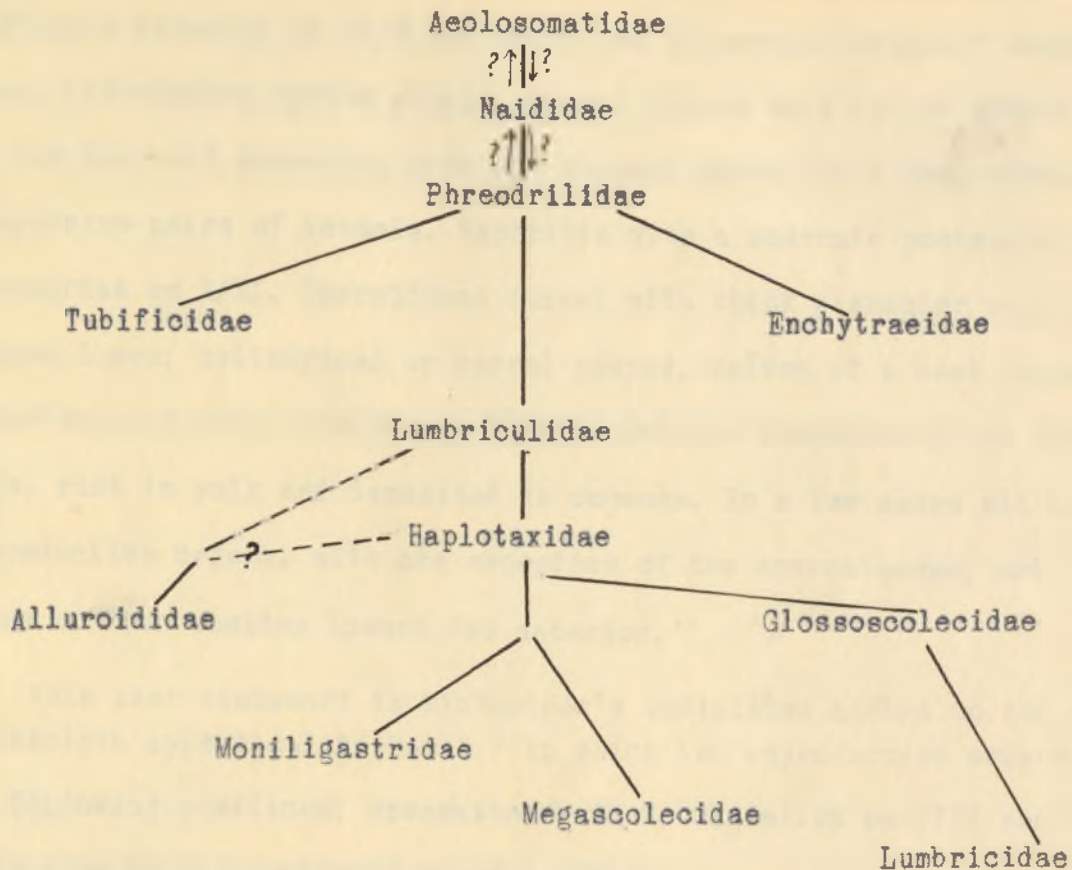 Aeolosomatidae
?↑|↓?
Naididae
?↑|↓?
Phreodrilidae
Tubificidae Enchytraeidae
Lumbriculidae
Haplotaxidae
?
Alluroididae Glossoscolecidae
Moniligastridae
Megascolecidae
Lumbricidae